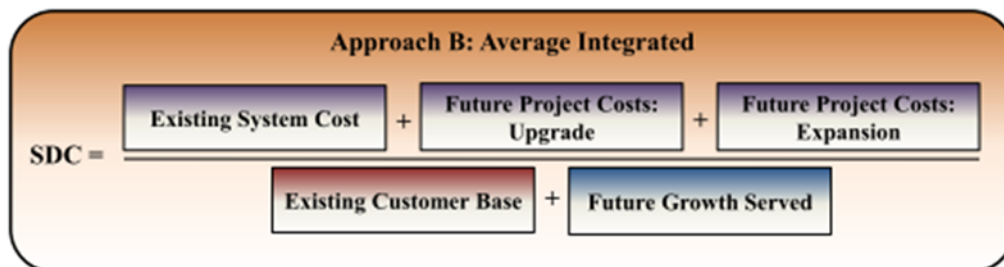 Approach B: Average Integrated
SDC =
Existing System Cost
+
Future Project Costs:
Upgrade
+
Future Project Costs:
Expansion
Existing Customer Base
+
Future Growth Served